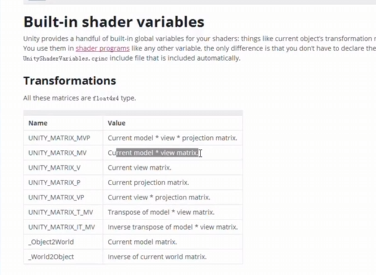 Built-in shader variables
Unity provides a handful of built-in global variables for your shaders: things like current object's transformation
You use them in shader programs like any other variable, the only difference is that you don't have to declare the
UnityShaderVariables.cginc include file that is included automatically.
Transformations
All these matrices are float4x4 type.
Name Value
UNITY_MATRIX_MVP Current model * view * projection matrix.
UNITY_MATRIX_MV Current model * view matrix.
UNITY_MATRIX_V Current view matrix.
UNITY_MATRIX_P Current projection matrix.
UNITY_MATRIX_VP Current view * projection matrix.
UNITY_MATRIX_T_MV Transpose of model * view matrix.
UNITY_MATRIX_IT_MV Inverse transpose of model * view matrix.
_Object2World Current model matrix.
_World2Object Inverse of current world matrix.